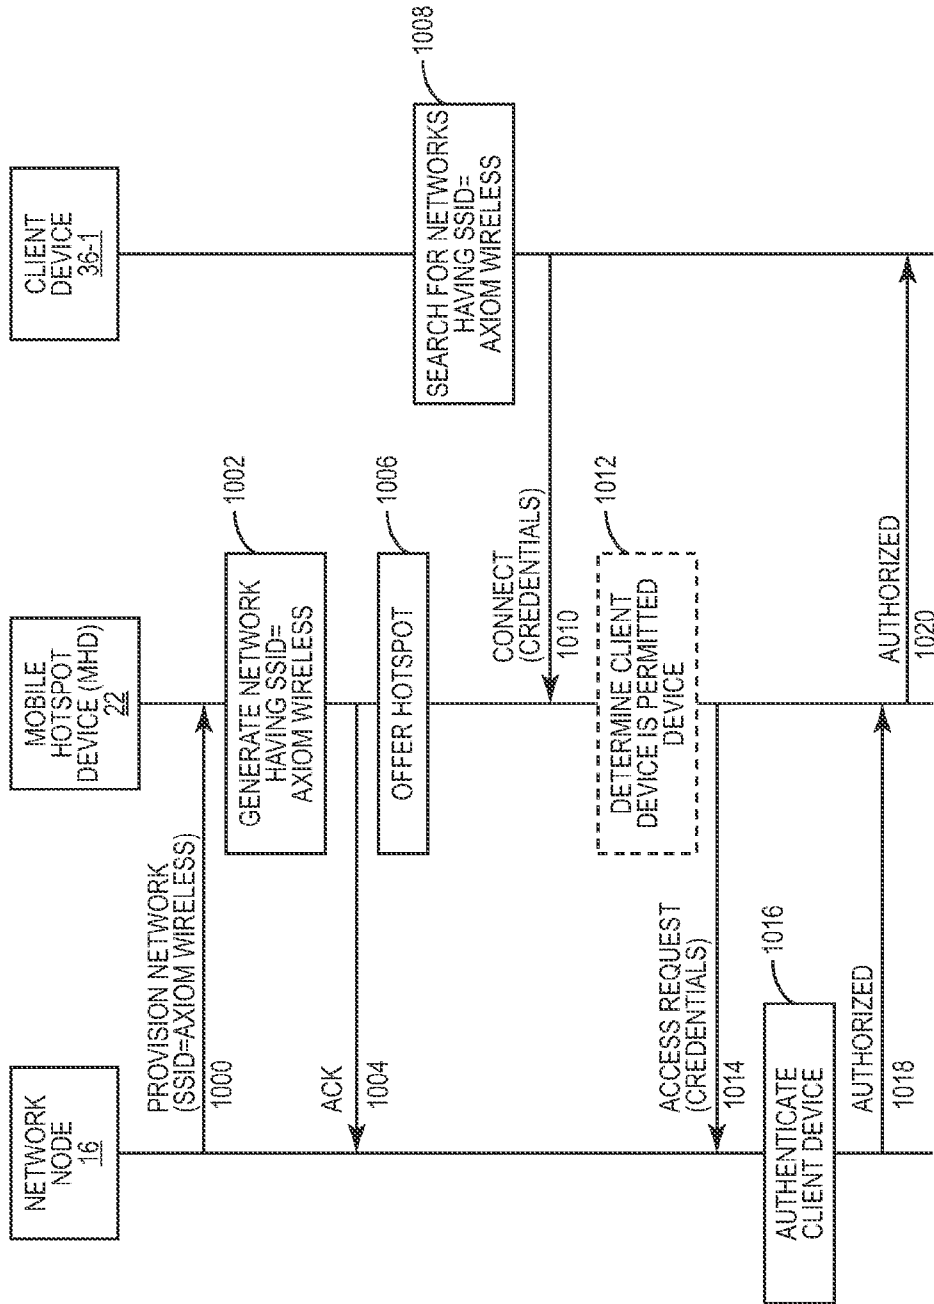 NETWORK
NODE
16
MOBILE
HOTSPOT
DEVICE (MHD)
22
CLIENT
DEVICE
36-1
PROVISION NETWORK
(SSID=AXIOM WIRELESS)
1000
GENERATE NETWORK
HAVING SSID=
AXIOM WIRELESS
1002
ACK
1004
OFFER HOTSPOT
1006
SEARCH FOR NETWORKS
HAVING SSID=
AXIOM WIRELESS
1008
CONNECT
(CREDENTIALS)
1010
DETERMINE CLIENT
DEVICE IS PERMITTED
DEVICE
1012
ACCESS REQUEST
(CREDENTIALS)
1014
AUTHENTICATE
CLIENT DEVICE
1016
AUTHORIZED
1018
AUTHORIZED
1020